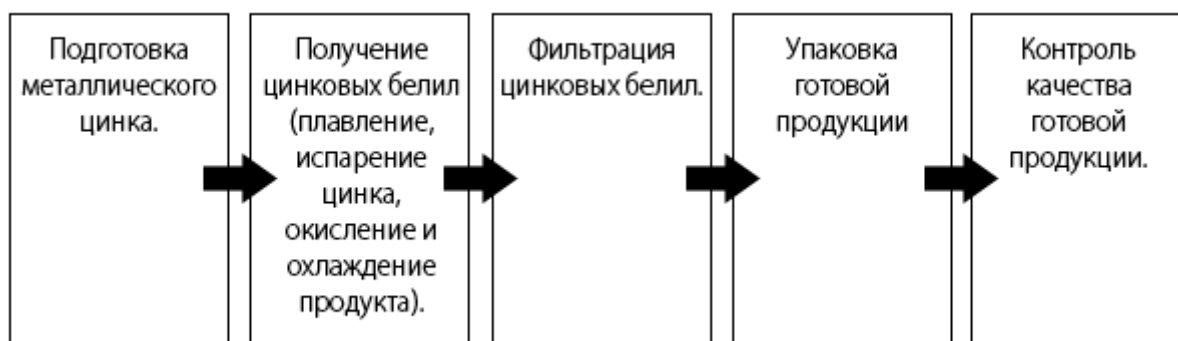 Подготовка
металлического
цинка.
Получение
цинковых белил
(плавление,
испарение
цинка,
окисление и
охлаждение
продукта).
Фильтрация
цинковых белил.
Упаковка
готовой
продукции
Контроль
качества
готовой
продукции.